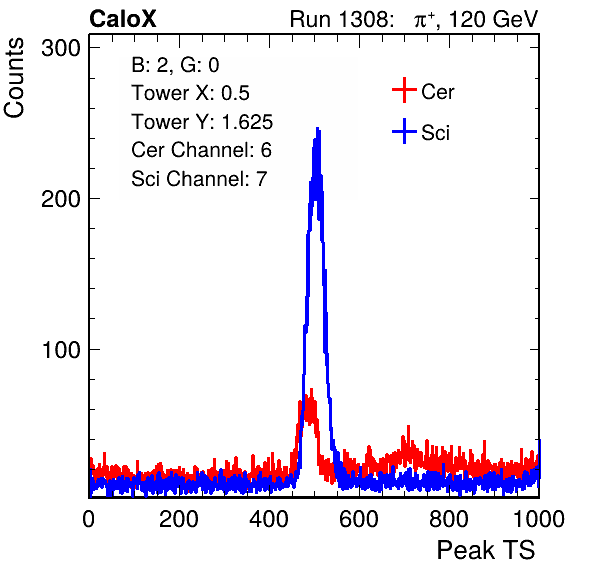 CaloX Run 1308: π⁺, 120 GeV
Counts
300
200
100
B: 2, G: 0
Tower X: 0.5
Tower Y: 1.625
Cer Channel: 6
Sci Channel: 7
Cer
Sci
0 200 400 600 800 1000
Peak TS